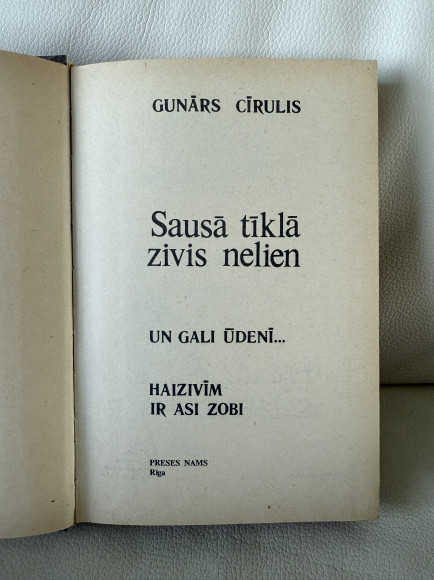 GUNĀRS CĪRULIS
Sausā tīklā
zivis nelien
UN GALI ŪDENĪ...
HAIZIVĪM
IR ASI ZOBI
PRESES NAMS
Rīga